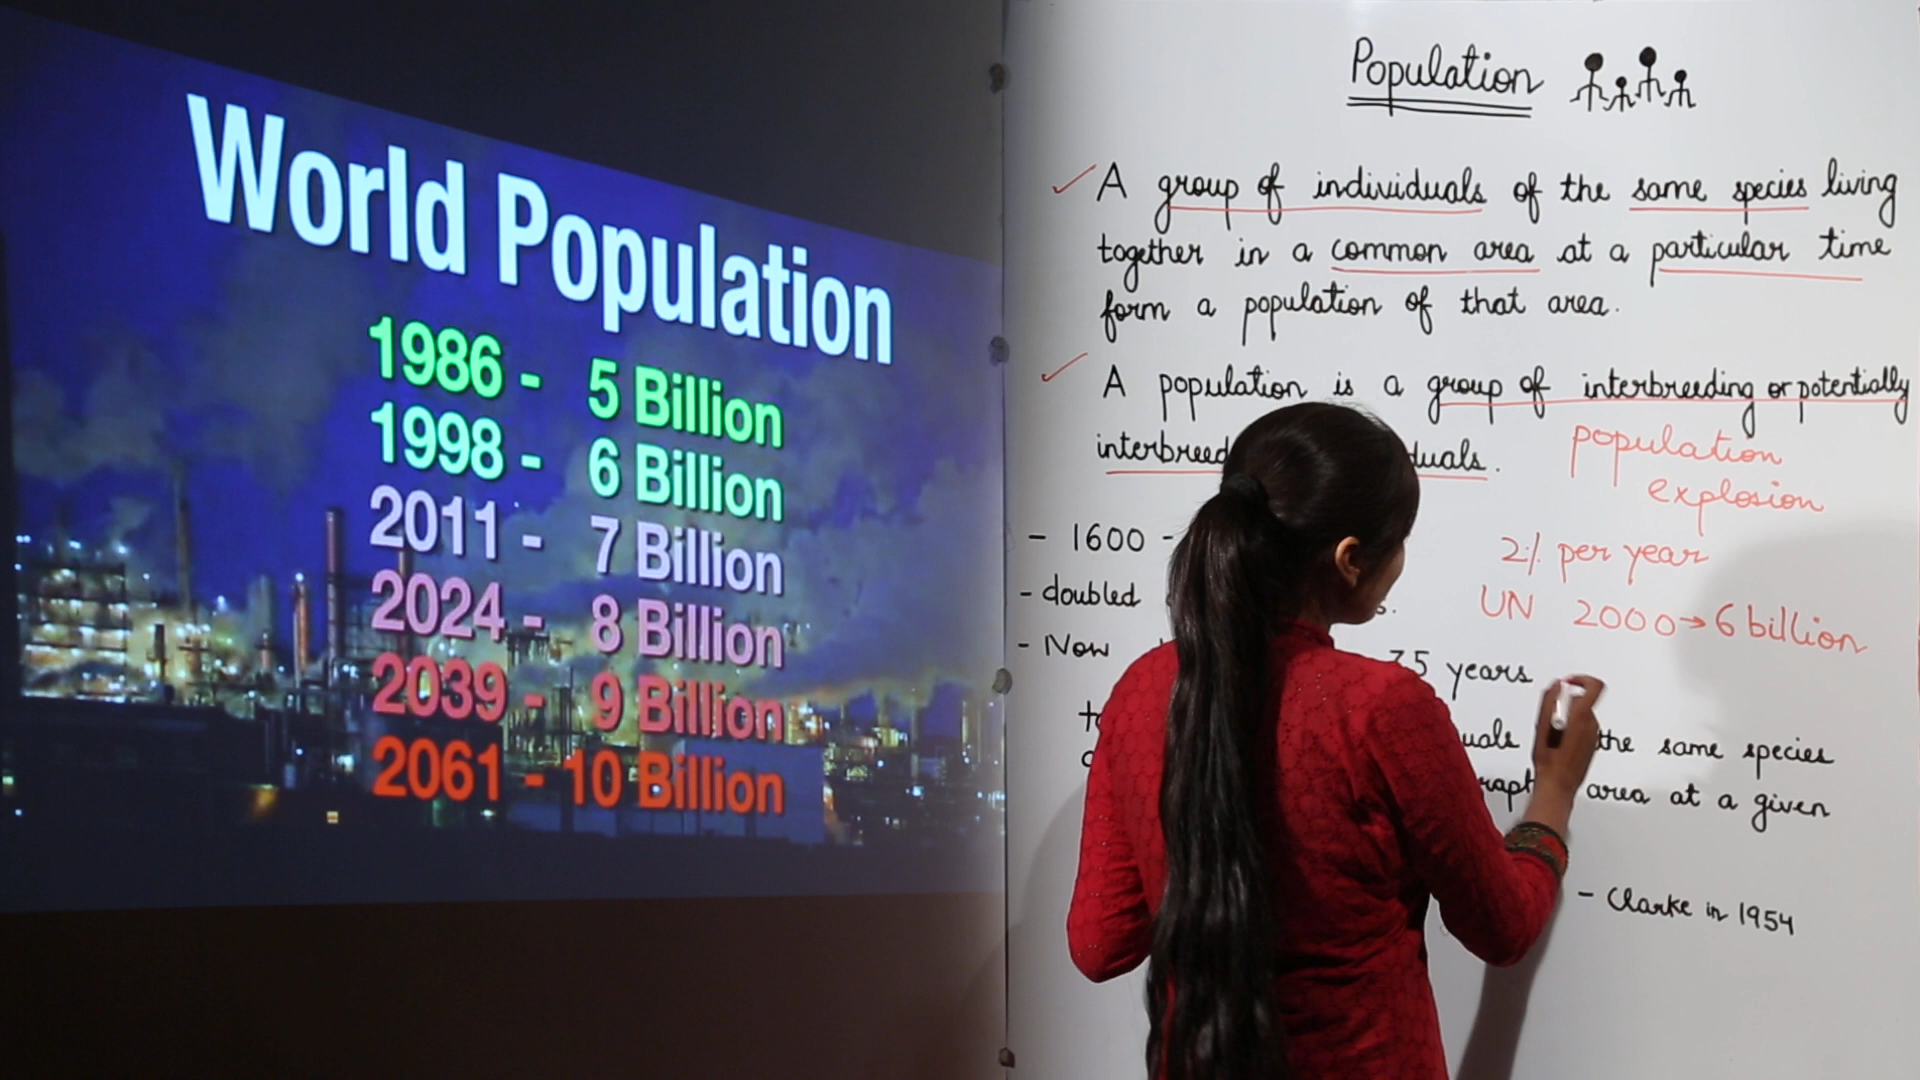 World Population
1986 - 5 Billion
1998 - 6 Billion
2011 - 7 Billion
2024 - 8 Billion
2039 - 9 Billion
2061 - 10 Billion
Population
A group of individuals of the same species living
together in a common area at a particular time
form a population of that area.
A population is a group of interbreeding or potentially
population
explosion
- 1600 -
2% per year
- doubled
UN 2000→6 billion
- Now
35 years
the same species
area at a given
- Clarke in 1954